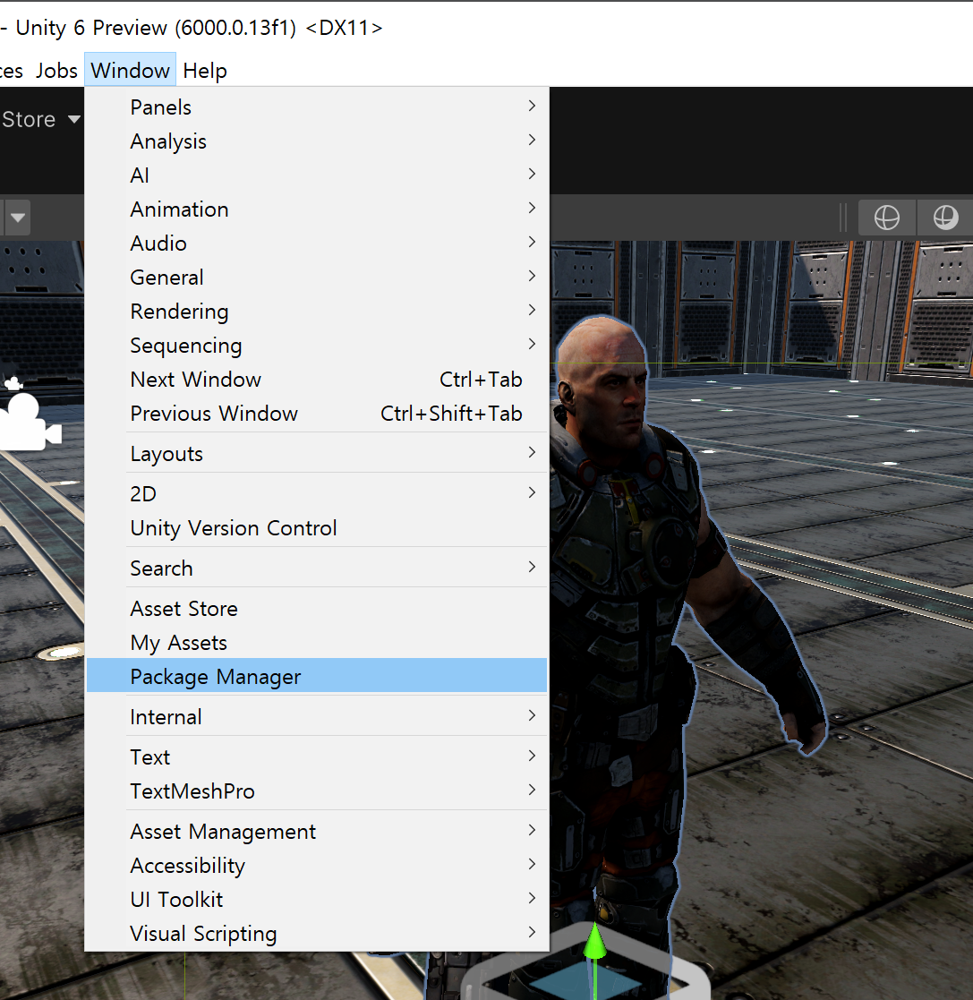 - Unity 6 Preview (6000.0.13f1) <DX11>
ces Jobs Window Help
Store
Panels
Analysis
AI
Animation
Audio
General
Rendering
Sequencing
Next Window Ctrl+Tab
Previous Window Ctrl+Shift+Tab
Layouts
2D
Unity Version Control
Search
Asset Store
My Assets
Package Manager
Internal
Text
TextMeshPro
Asset Management
Accessibility
UI Toolkit
Visual Scripting